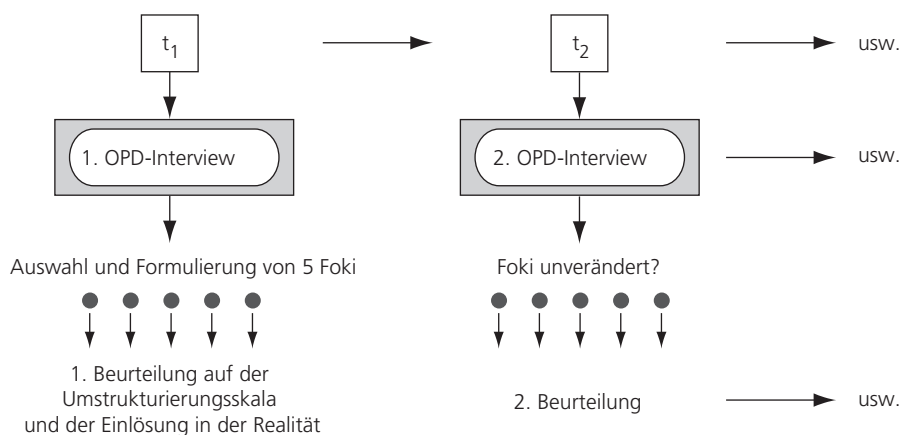 t1
t2
usw.
1. OPD-Interview
2. OPD-Interview
usw.
Auswahl und Formulierung von 5 Foki
Foki unverändert?
1. Beurteilung auf der
Umstrukturierungsskala
und der Einlösung in der Realität
2. Beurteilung
usw.